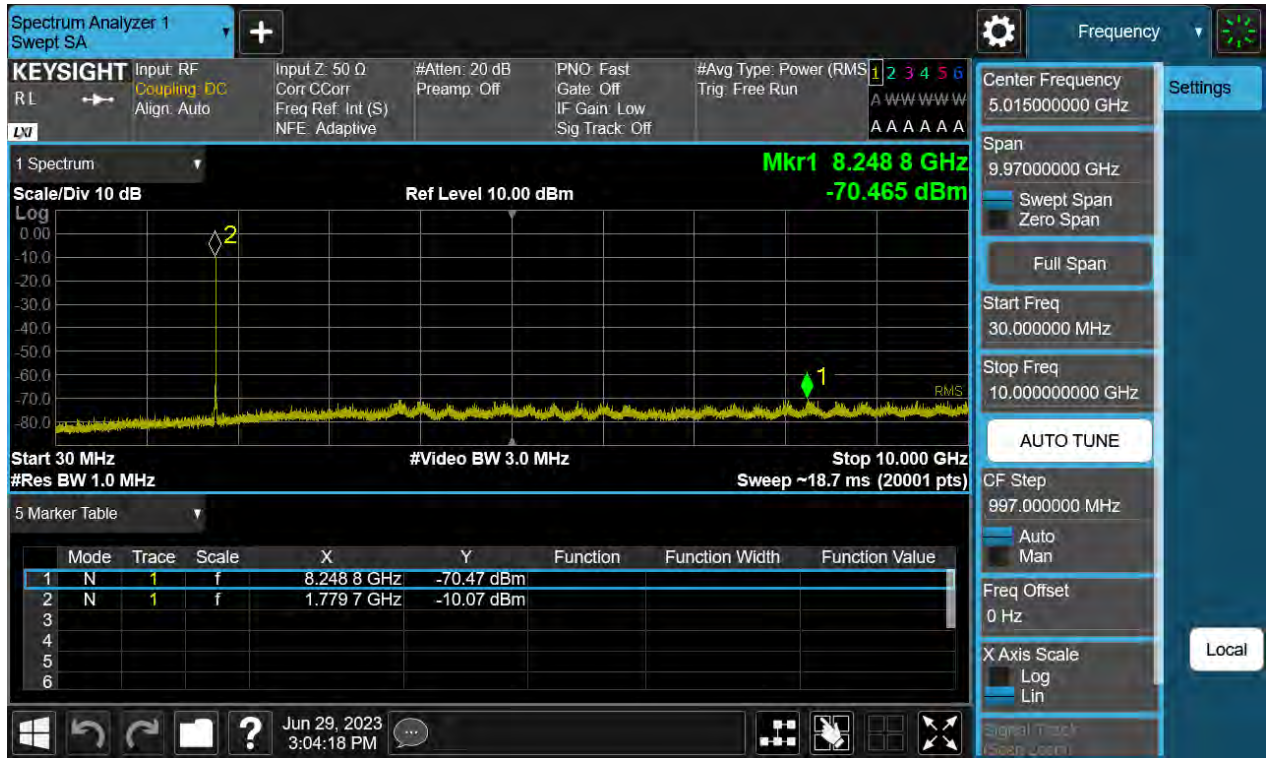 Spectrum Analyzer 1
Swept SA
+
Frequency
KEYSIGHT
RL
LXI
Input: RF
Coupling: DC
Align: Auto
Input Z: 50 Ω
Corr CCorr
Freq Ref: Int (S)
NFE: Adaptive
#Atten: 20 dB
Preamp: Off
PNO: Fast
Gate: Off
IF Gain: Low
Sig Track: Off
#Avg Type: Power (RMS
Trig: Free Run
1 2 3 4 5 6
A W W W W W
A A A A A A
1 Spectrum
Mkr1 8.248 8 GHz
Scale/Div 10 dB
Ref Level 10.00 dBm
-70.465 dBm
Log
0.00
-10.0
-20.0
-30.0
-40.0
-50.0
-60.0
-70.0
-80.0
2
1
RMS
Start 30 MHz
#Video BW 3.0 MHz
Stop 10.000 GHz
#Res BW 1.0 MHz
Sweep ~18.7 ms (20001 pts)
5 Marker Table
Mode Trace Scale X Y Function Function Width Function Value
1 N 1 f 8.248 8 GHz -70.47 dBm
2 N 1 f 1.779 7 GHz -10.07 dBm
3
4
5
6
Jun 29, 2023
3:04:18 PM
Center Frequency
5.015000000 GHz
Settings
Span
9.97000000 GHz
Swept Span
Zero Span
Full Span
Start Freq
30.000000 MHz
Stop Freq
10.000000000 GHz
AUTO TUNE
CF Step
997.000000 MHz
Auto
Man
Freq Offset
0 Hz
X Axis Scale
Log
Lin
Local
Signal Track
(Span Zoom)